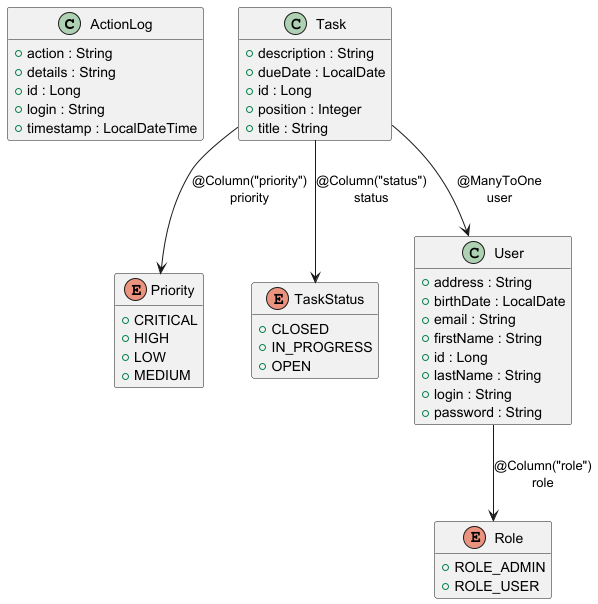 C ActionLog
action : String
details : String
id : Long
login : String
timestamp : LocalDateTime
C Task
description : String
dueDate : LocalDate
id : Long
position : Integer
title : String
@Column("priority")
priority
@Column("status")
status
@ManyToOne
user
E Priority
CRITICAL
HIGH
LOW
MEDIUM
E TaskStatus
CLOSED
IN_PROGRESS
OPEN
C User
address : String
birthDate : LocalDate
email : String
firstName : String
id : Long
lastName : String
login : String
password : String
@Column("role")
role
E Role
ROLE_ADMIN
ROLE_USER